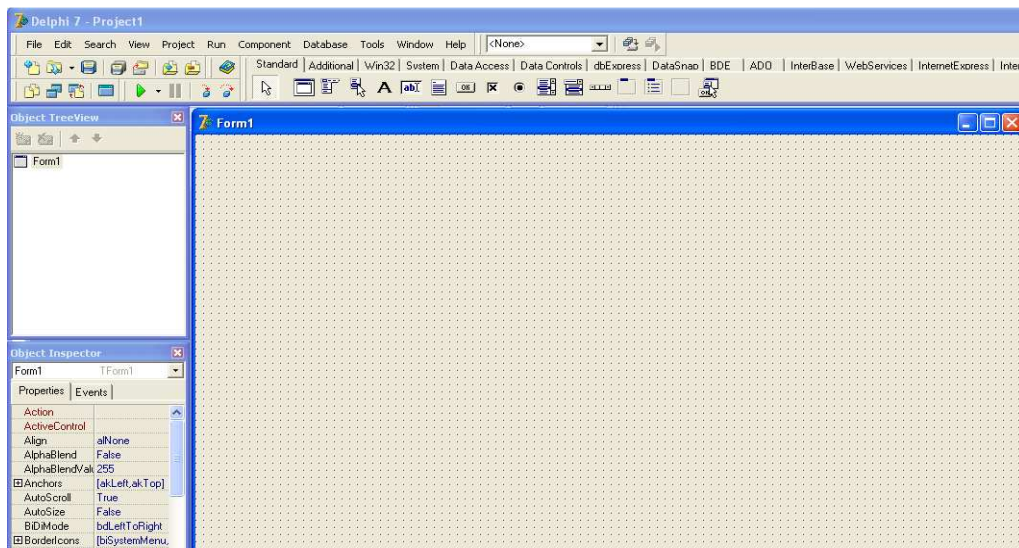 Delphi 7 - Project1
File Edit Search View Project Run Component Database Tools Window Help <None>
Standard Additional Win32 System Data Access Data Controls dbExpress DataSnap BDE ADO InterBase WebServices InternetExpress Inter
Object TreeView
Form1
Form1
Object Inspector
Form1 TForm1
Properties Events
Action
ActiveControl
Align alNone
AlphaBlend False
AlphaBlendVal 255
Anchors [akLeft,akTop]
AutoScroll True
AutoSize False
BiDiMode bdLeftToRight
BorderIcons [biSystemMenu,